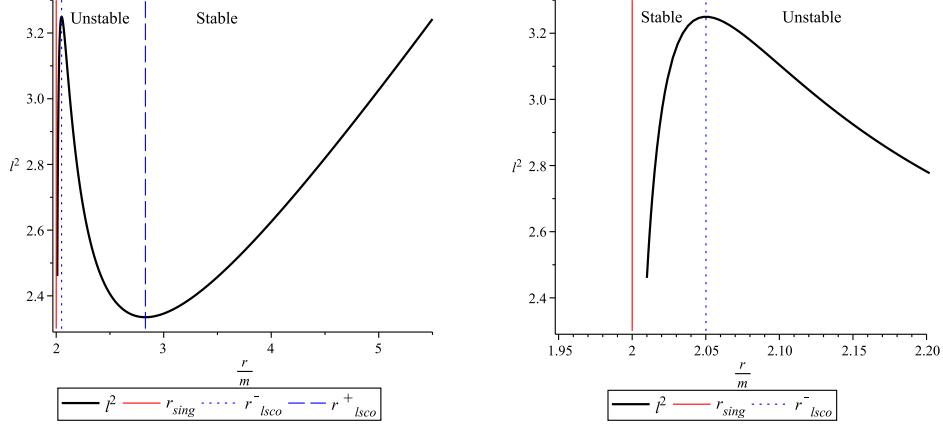 Unstable Stable
3.2
3.0
l² 2.8
2.6
2.4
2 3 4 5
r/m
l² r_sing r⁻_lsco r⁺_lsco
Stable Unstable
3.2
3.0
l² 2.8
2.6
2.4
1.95 2 2.05 2.10 2.15 2.20
r/m
l² r_sing r⁻_lsco